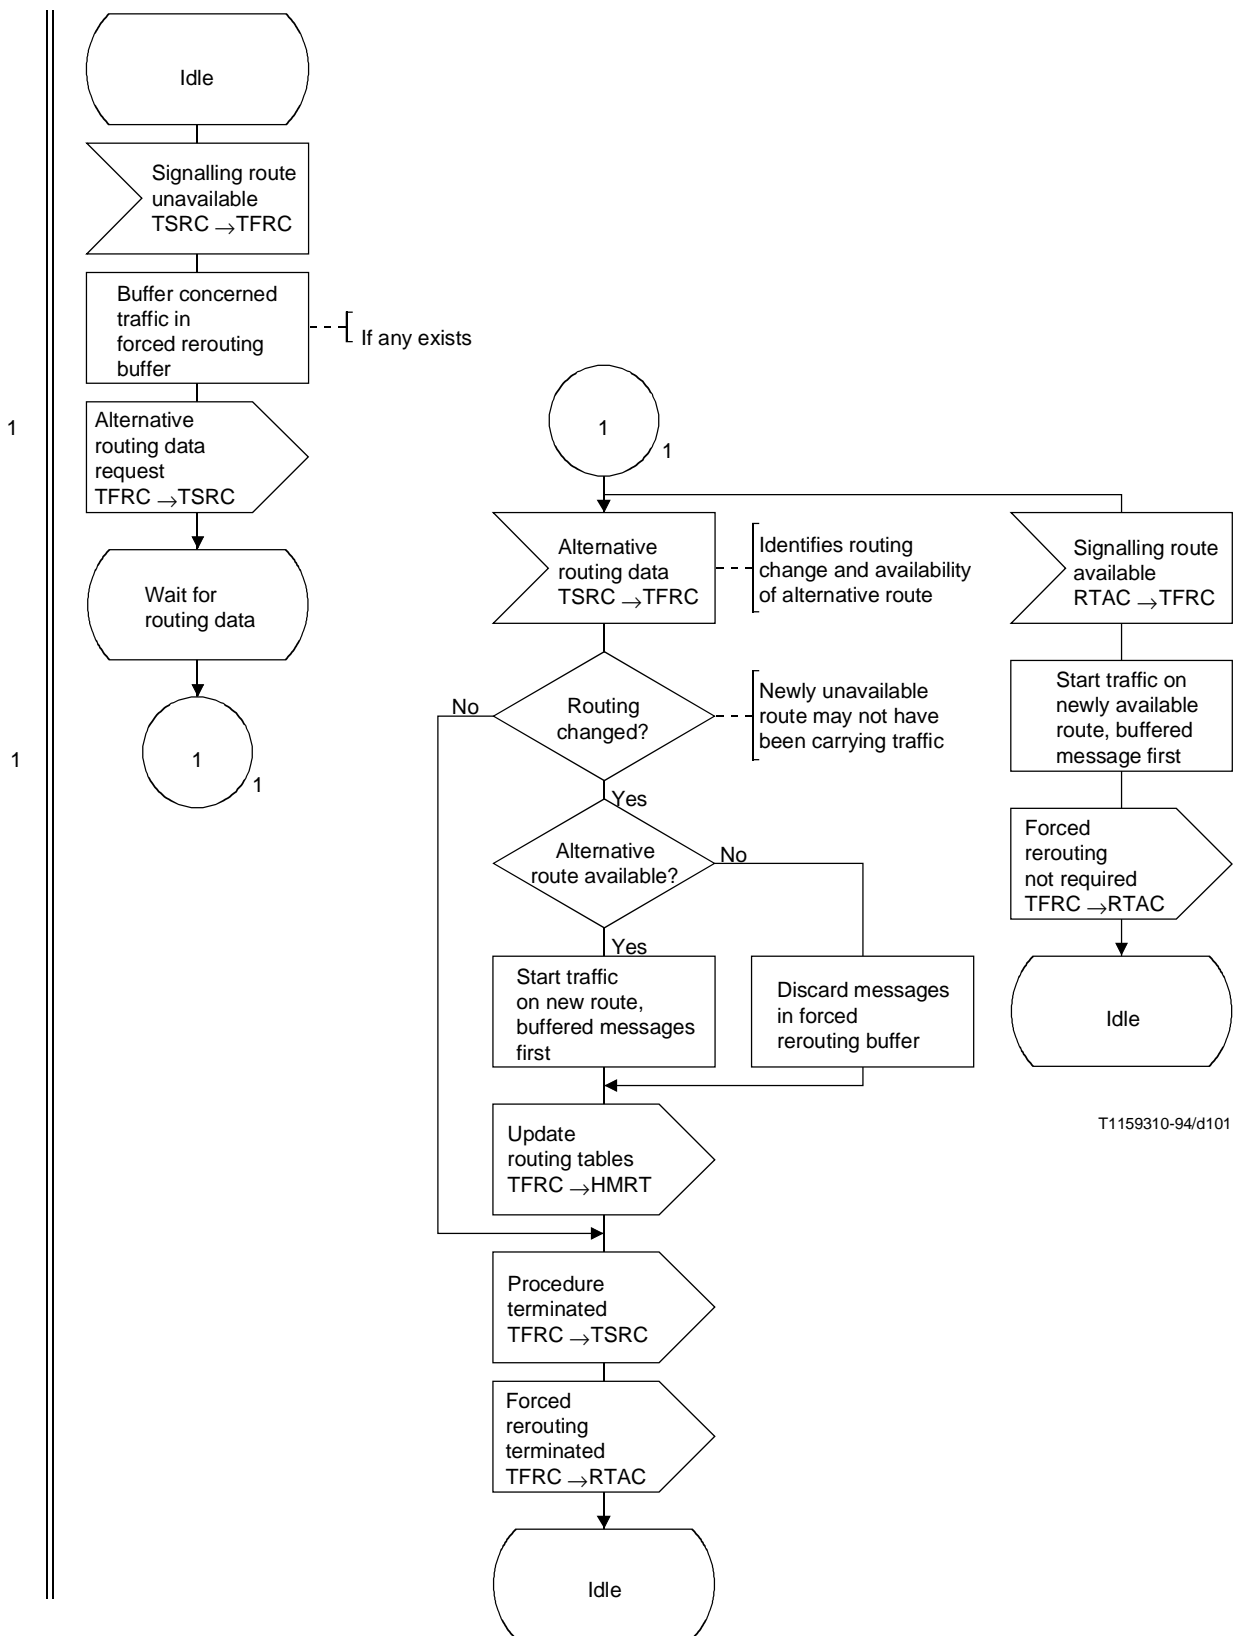 Idle
Signalling route
unavailable
TSRC →TFRC
Buffer concerned
traffic in
forced rerouting
buffer
If any exists
1
Alternative
routing data
request
TFRC →TSRC
Wait for
routing data
1
1
1
1
1
Alternative
routing data
TSRC →TFRC
Identifies routing
change and availability
of alternative route
Routing
changed?
No
Newly unavailable
route may not have
been carrying traffic
Yes
Alternative
route available?
No
Yes
Start traffic
on new route,
buffered messages
first
Discard messages
in forced
rerouting buffer
Update
routing tables
TFRC →HMRT
Procedure
terminated
TFRC →TSRC
Forced
rerouting
terminated
TFRC →RTAC
Idle
Signalling route
available
RTAC →TFRC
Start traffic on
newly available
route, buffered
message first
Forced
rerouting
not required
TFRC →RTAC
Idle
T1159310-94/d101